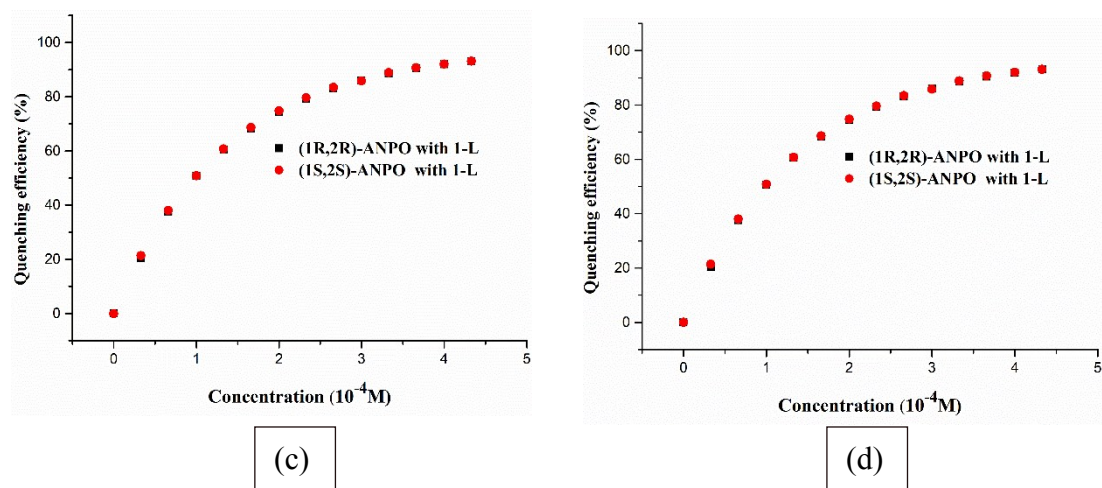 100
80
60
40
20
0
Quenching efficiency (%)
(1R,2R)-ANPO with 1-L
(1S,2S)-ANPO with 1-L
0 1 2 3 4 5
Concentration (10⁻⁴M)
(c)
100
80
60
40
20
0
Quenching efficiency (%)
(1R,2R)-ANPO with 1-L
(1S,2S)-ANPO with 1-L
0 1 2 3 4 5
Concentration (10⁻⁴M)
(d)